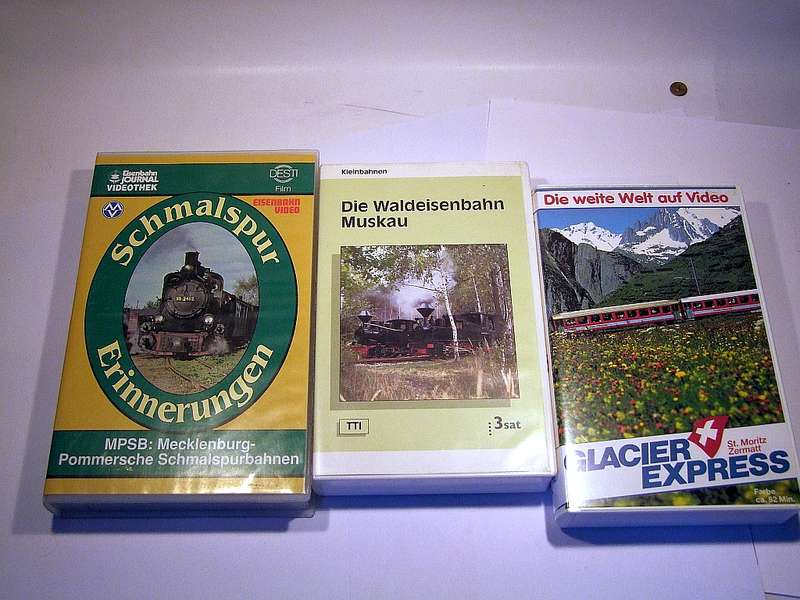 Eisenbahn
JOURNAL
VIDEOTHEK
DESTI
Film
EISENBAHN
VIDEO
Schmalspur
Erinnerungen
MPSB: Mecklenburg-
Pommersche Schmalspurbahnen
Kleinbahnen
Die Waldeisenbahn
Muskau
TTI
3sat
Die weite Welt auf Video
GLACIER
EXPRESS
St. Moritz
Zermatt
Farbe
ca. 52 Min.